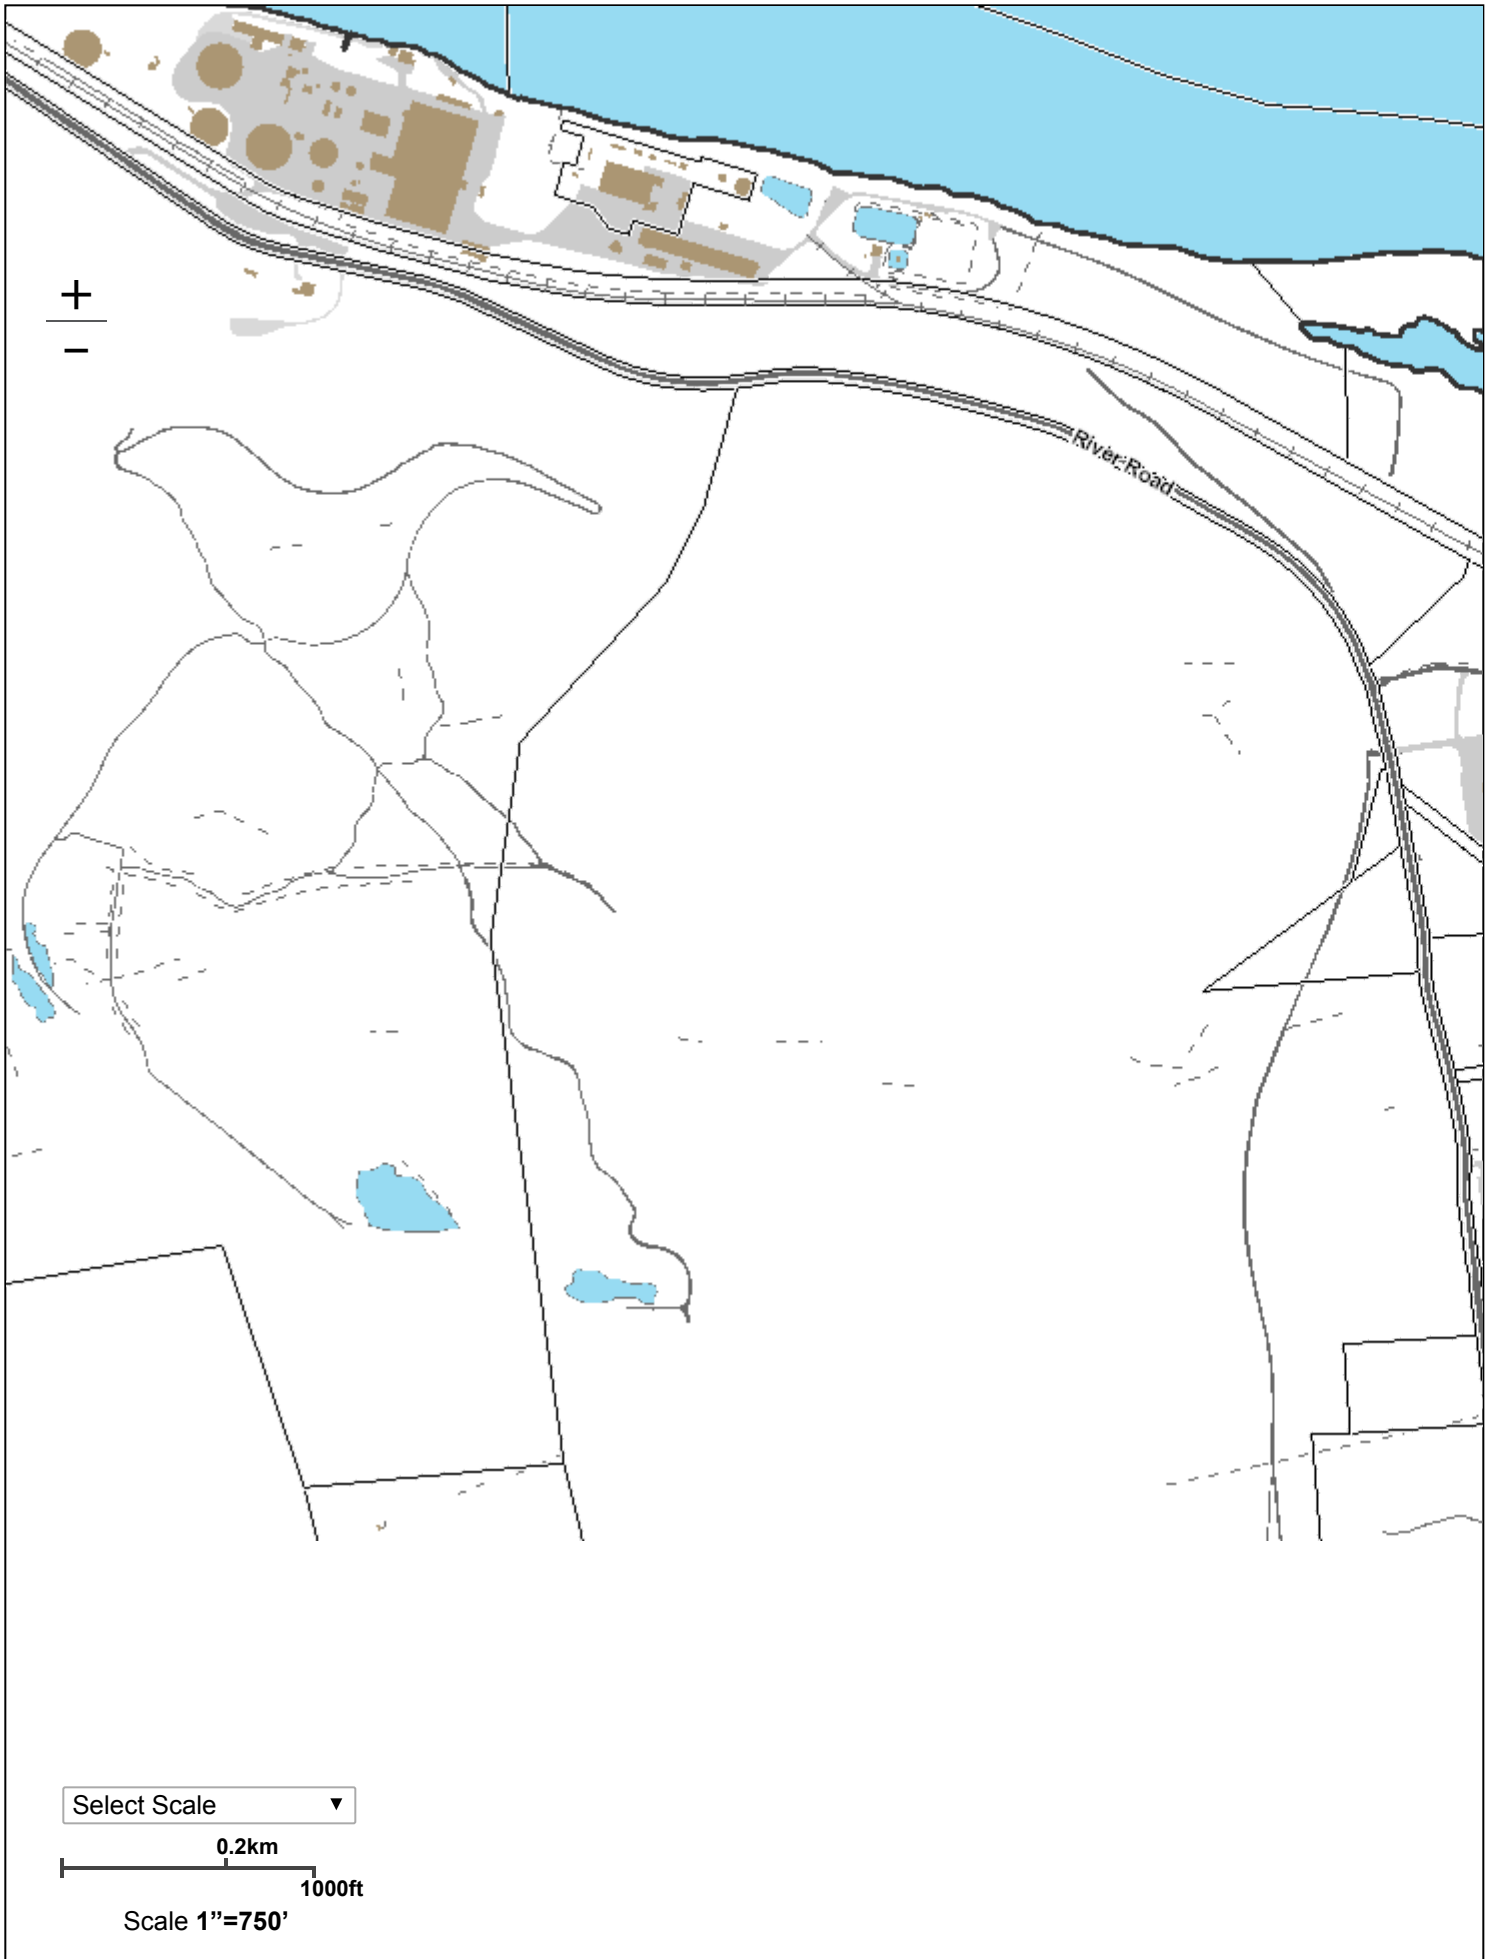 +
−
River Road
Select Scale ▼
0.2km
1000ft
Scale 1”=750’